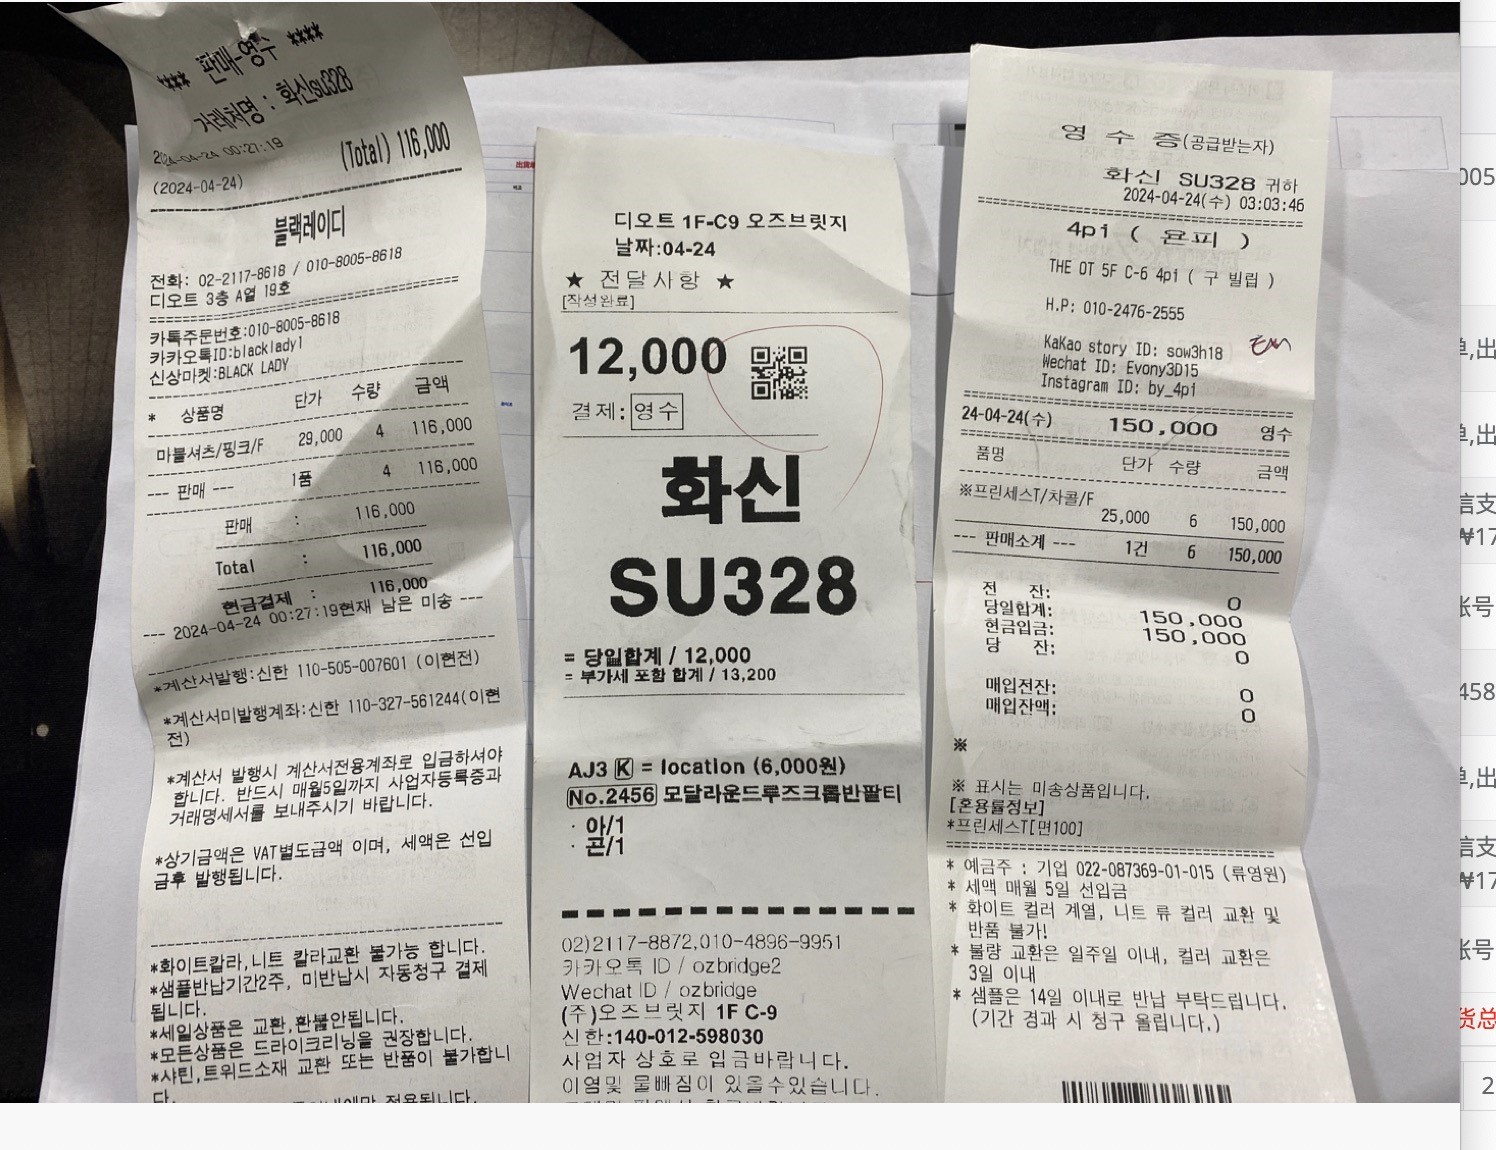 *** 판매-영수 ****
거래처명 : 화신su328
2024-04-24 00:27:19
(Total) 116,000
(2024-04-24)
블랙레이디
전화: 02-2117-8618 / 010-8005-8618
디오트 3층 A열 19호
카톡주문번호:010-8005-8618
카카오톡ID:blacklady1
신상마켓:BLACK LADY
* 상품명 단가 수량 금액
마블셔츠/핑크/F 29,000 4 116,000
--- 판매 --- 1품 4 116,000
판매 : 116,000
Total : 116,000
현금결제 : 116,000
--- 2024-04-24 00:27:19현재 남은 미송 ---
*계산서발행:신한 110-505-007601 (이현전)
*계산서미발행계좌:신한 110-327-561244(이현
전)
*계산서 발행시 계산서전용계좌로 입금하셔야
합니다. 반드시 매월5일까지 사업자등록증과
거래명세서를 보내주시기 바랍니다.
*상기금액은 VAT별도금액 이며, 세액은 선입
금후 발행됩니다.
*화이트칼라,니트 칼라교환 불가능 합니다.
*샘플반납기간2주, 미반납시 자동청구 결제
됩니다.
*세일상품은 교환,환불안됩니다.
*모든상품은 드라이크리닝을 권장합니다.
*샤틴,트위드소재 교환 또는 반품이 불가합니
다.
디오트 1F-C9 오즈브릿지
날짜:04-24
★ 전달사항 ★
[작성완료]
12,000
결제: 영수
화신
SU328
= 당일합계 / 12,000
= 부가세 포함 합계 / 13,200
AJ3 K = location (6,000원)
No.2456 모달라운드루즈크롭반팔티
· 아/1
· 곤/1
02)2117-8872,010-4896-9951
카카오톡 ID / ozbridge2
Wechat ID / ozbridge
(주)오즈브릿지 1F C-9
신한:140-012-598030
사업자 상호로 입금바랍니다.
이염및 물빠짐이 있을수있습니다.
영 수 증(공급받는자)
화신 SU328 귀하
2024-04-24(수) 03:03:46
4pi ( 욘피 )
THE OT 5F C-6 4pi ( 구 빌립 )
H.P: 010-2476-2555
KaKao story ID: sow3h18
Wechat ID: Evony3D15
Instagram ID: by_4pi
24-04-24(수) 150,000 영수
품명 단가 수량 금액
※프린세스T/차콜/F
25,000 6 150,000
--- 판매소계 --- 1건 6 150,000
전 잔: 0
당일합계: 150,000
현금입금: 150,000
당 잔: 0
매입전잔: 0
매입잔액: 0
※
※ 표시는 미송상품입니다.
[혼용률정보]
*프린세스T[면100]
* 예금주 : 기업 022-087369-01-015 (류영원)
* 세액 매월 5일 선입금
* 화이트 컬러 계열, 니트 류 컬러 교환 및
반품 불가!
* 불량 교환은 일주일 이내, 컬러 교환은
3일 이내
* 샘플은 14일 이내로 반납 부탁드립니다.
(기간 경과 시 청구 올립니다.)
005
单,出
单,出
信支
₩17
账号
458
单,出
信支
₩17
账号
货总
2